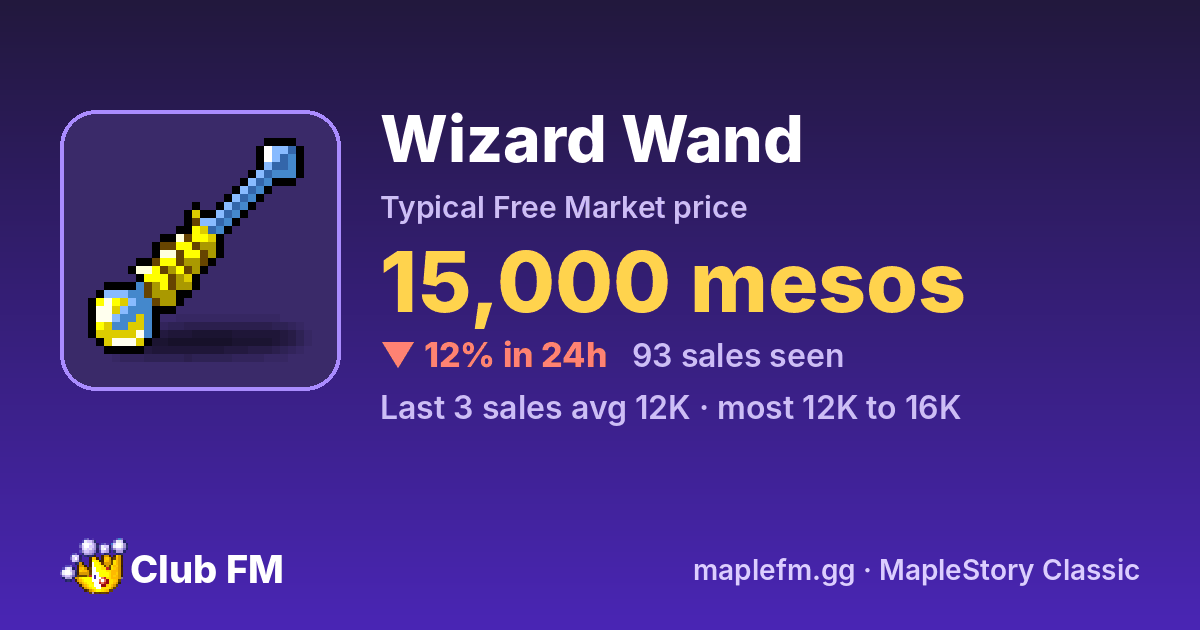 Wizard Wand
Typical Free Market price
15,000 mesos
▼ 12% in 24h 93 sales seen
Last 3 sales avg 12K · most 12K to 16K
Club FM
maplefm.gg · MapleStory Classic